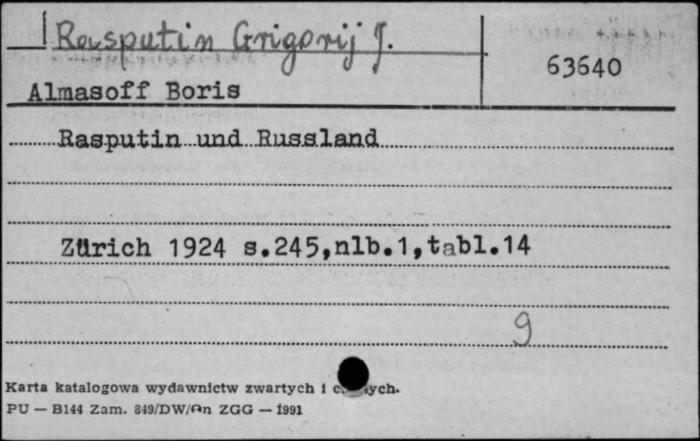 Rasputin Grigorij J.
63640
Almasoff Boris
Rasputin und Russland
Zürich 1924 s.245,nlb.1,tabl.14
9
Karta katalogowa wydawnictw zwartych i
PU — B144 Zam. 849/DW/ ZGG — 1991